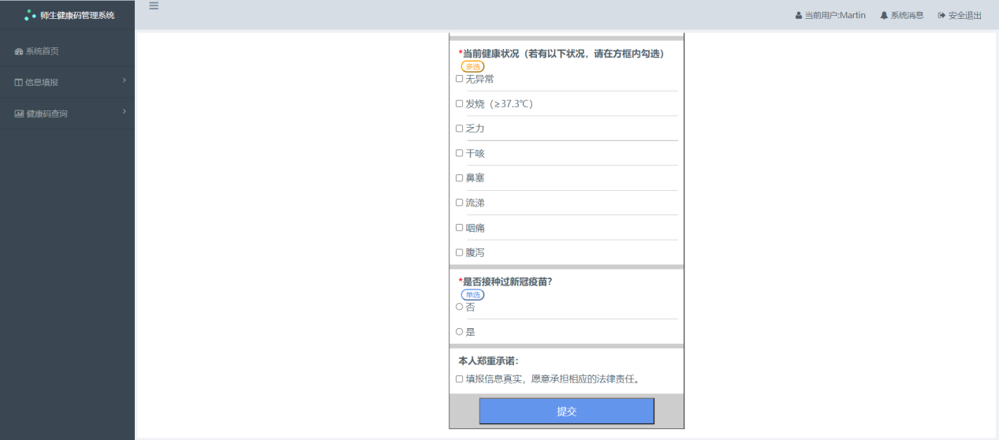 师生健康码管理系统
当前用户:Martin 系统消息 安全退出
系统首页
信息填报
健康码查询
*当前健康状况（若有以下状况，请在方框内勾选）
多选
无异常
发烧（≥37.3℃）
乏力
干咳
鼻塞
流涕
咽痛
腹泻
*是否接种过新冠疫苗？
单选
否
是
本人郑重承诺：
填报信息真实，愿意承担相应的法律责任。
提交